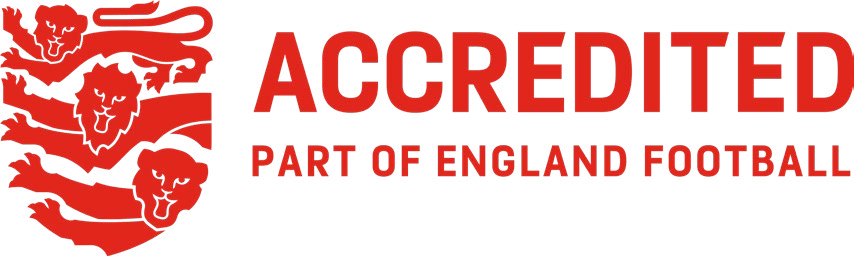 ACCREDITED
PART OF ENGLAND FOOTBALL